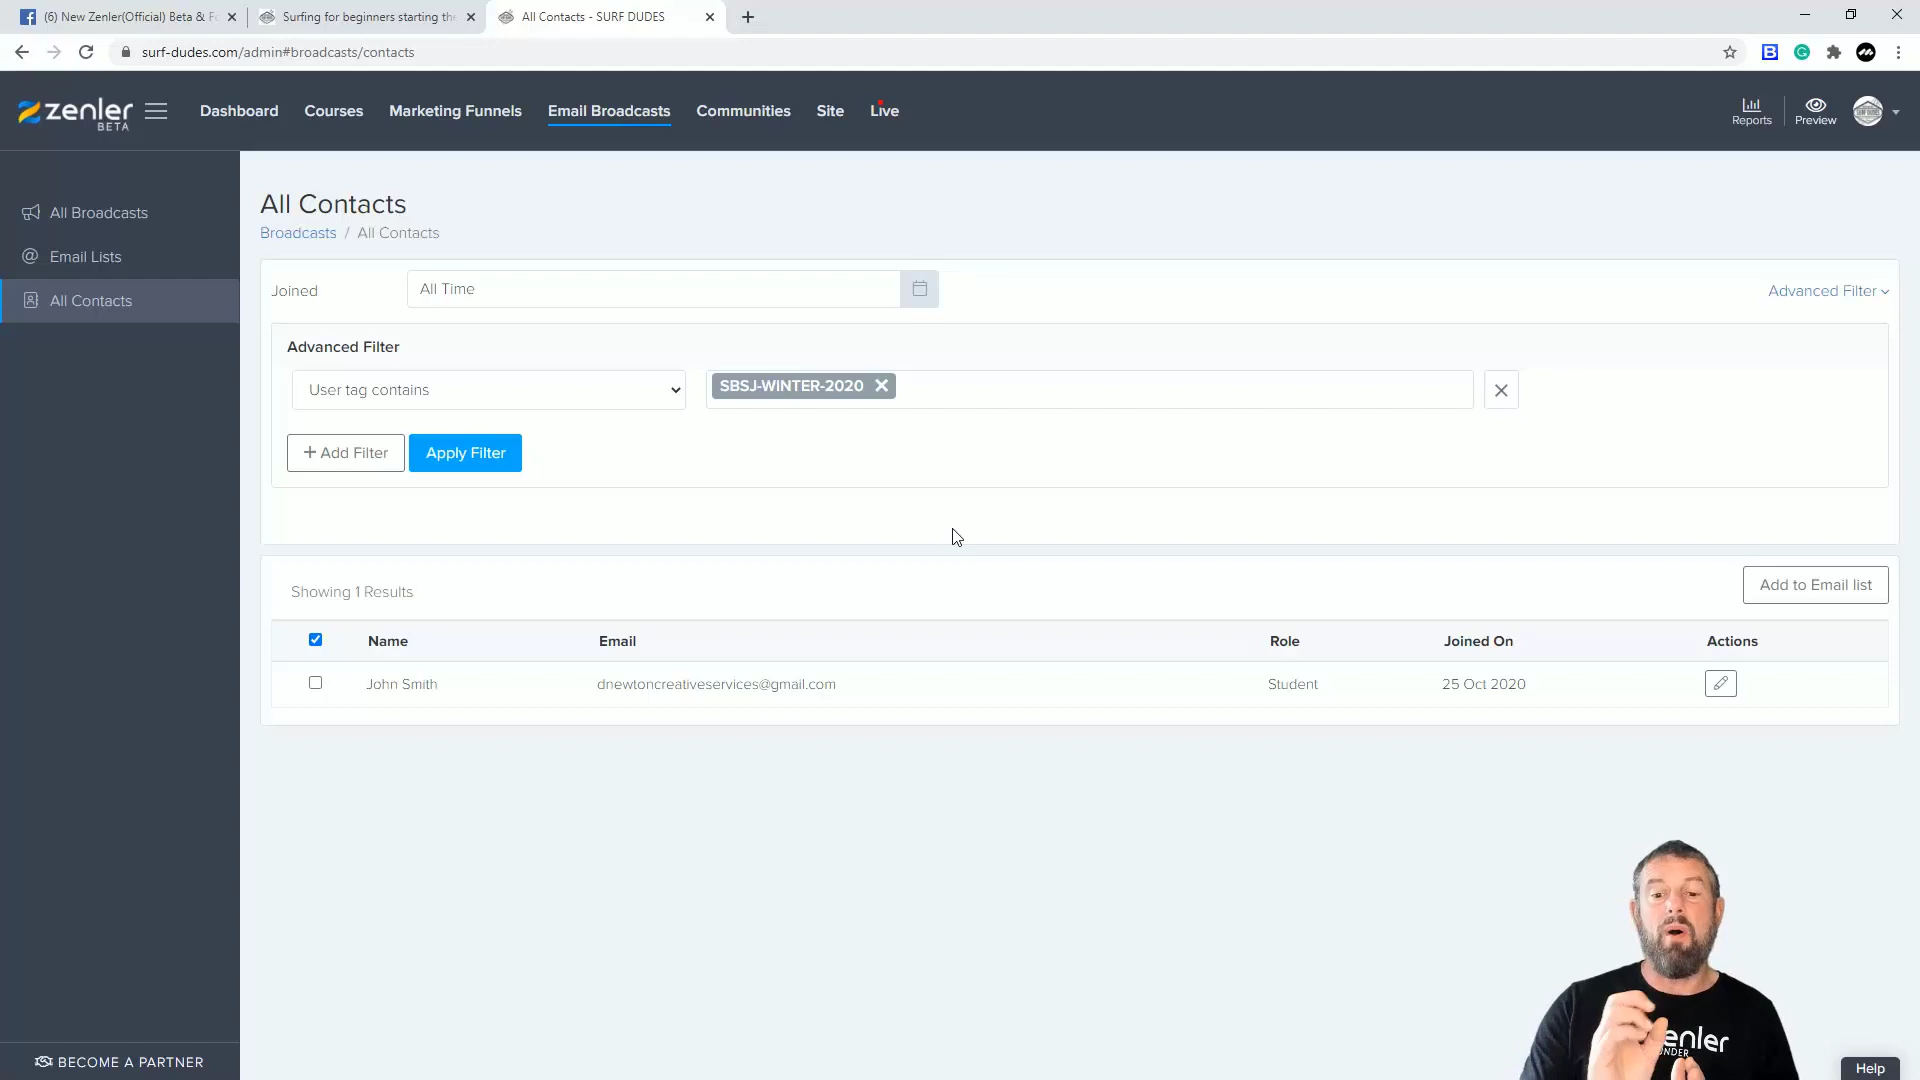 (6) New Zenler(Official) Beta & Fo
Surfing for beginners starting the
All Contacts - SURF DUDES
surf-dudes.com/admin#broadcasts/contacts
zenler
BETA
Dashboard
Courses
Marketing Funnels
Email Broadcasts
Communities
Site
Live
Reports
Preview
All Broadcasts
Email Lists
All Contacts
BECOME A PARTNER
All Contacts
Broadcasts / All Contacts
Joined
All Time
Advanced Filter
Advanced Filter
User tag contains
SBSJ-WINTER-2020
Add Filter
Apply Filter
Showing 1 Results
Add to Email list
Name Email Role Joined On Actions
John Smith dnewtoncreativeservices@gmail.com Student 25 Oct 2020
Help